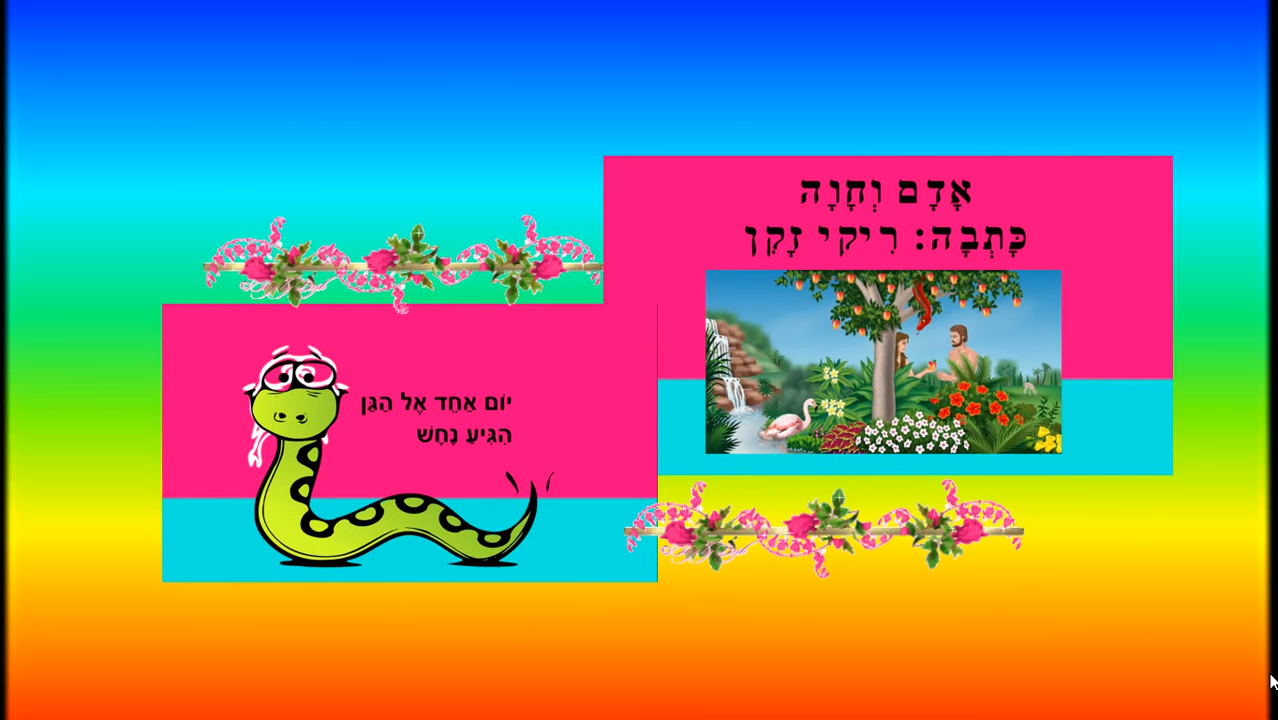 אָדָם וְחַוָּה
כָּתְבָה: רִיקִי זָקֵן
יוֹם אֶחָד אֶל הַגַּן
הִגִּיעַ נָחָשׁ